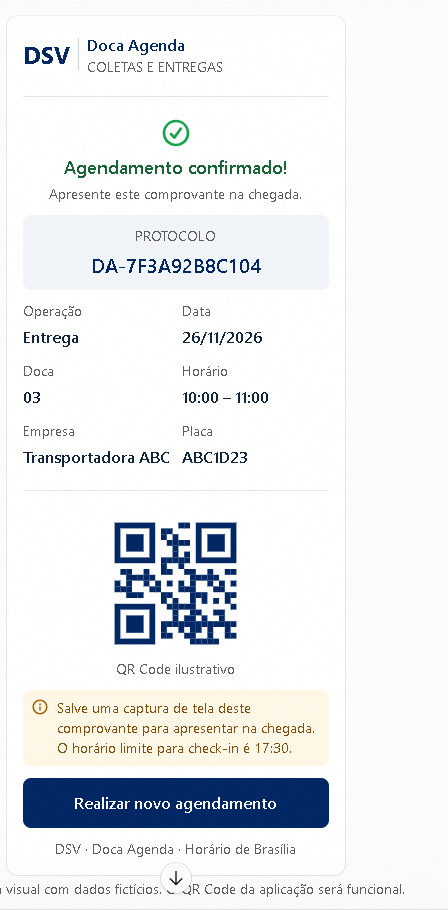 DSV
Doca Agenda
COLETAS E ENTREGAS
Agendamento confirmado!
Apresente este comprovante na chegada.
PROTOCOLO
DA-7F3A92B8C104
Operação
Data
Entrega
26/11/2026
Doca
Horário
03
10:00 – 11:00
Empresa
Placa
Transportadora ABC
ABC1D23
QR Code ilustrativo
Salve uma captura de tela deste
comprovante para apresentar na chegada.
O horário limite para check-in é 17:30.
Realizar novo agendamento
DSV · Doca Agenda · Horário de Brasília
visual com dados fictícios. QR Code da aplicação será funcional.